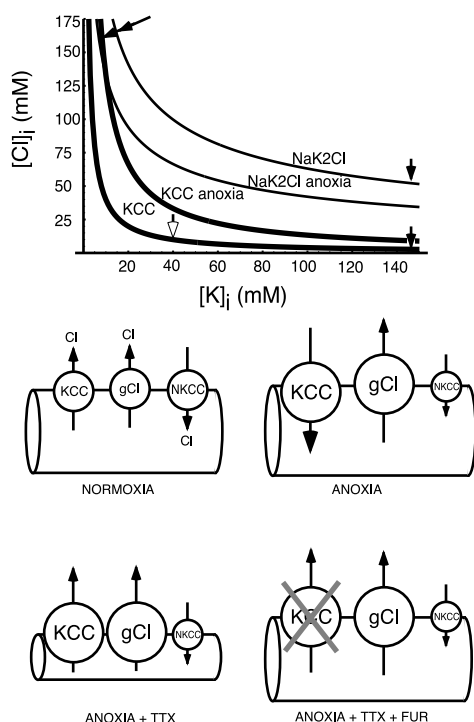 175
150
125
100
75
50
25
[Cl]i (mM)
NaK2Cl
NaK2Cl anoxia
KCC anoxia
KCC
20 40 60 80 100 120 140
[K]i (mM)
Cl Cl
KCC gCl NKCC
Cl
NORMOXIA
KCC gCl NKCC
ANOXIA
KCC gCl NKCC
ANOXIA + TTX
KCC gCl NKCC
ANOXIA + TTX + FUR